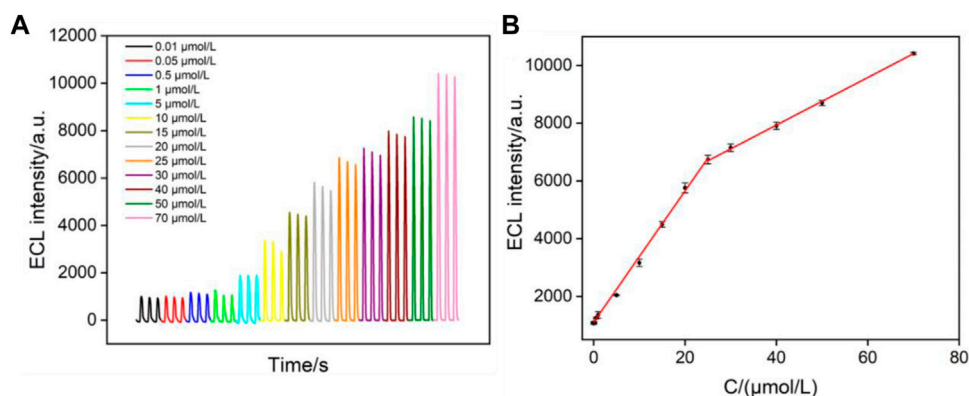 A
12000
10000
8000
6000
4000
2000
0
ECL intensity/a.u.
0.01 µmol/L
0.05 µmol/L
0.5 µmol/L
1 µmol/L
5 µmol/L
10 µmol/L
15 µmol/L
20 µmol/L
25 µmol/L
30 µmol/L
40 µmol/L
50 µmol/L
70 µmol/L
Time/s
B
10000
8000
6000
4000
2000
ECL intensity/a.u.
0 20 40 60 80
C/(µmol/L)